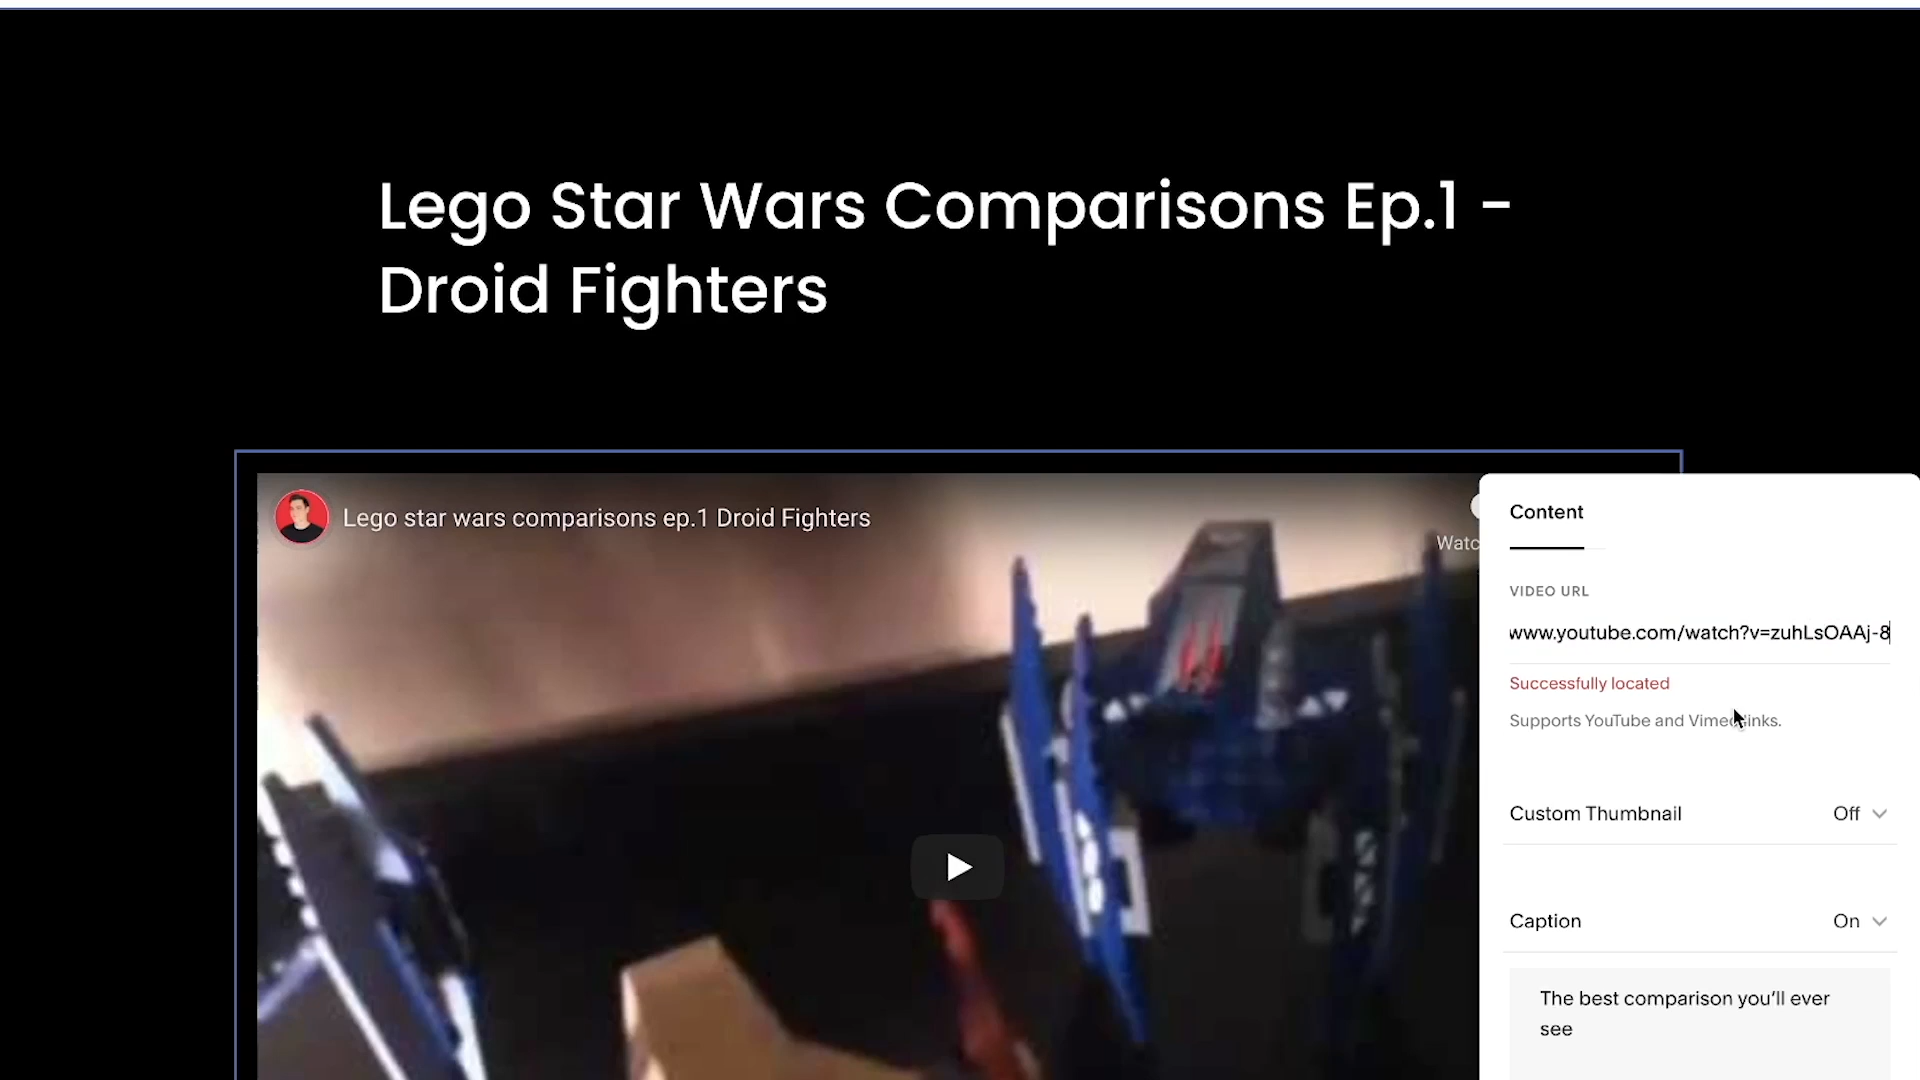 Lego Star Wars Comparisons Ep.1 -
Droid Fighters
Lego star wars comparisons ep.1 Droid Fighters
Content
VIDEO URL
www.youtube.com/watch?v=zuhLsOAAj-8
Successfully located
Supports YouTube and Vimeo links.
Custom Thumbnail
Off
Caption
On
The best comparison you'll ever
see